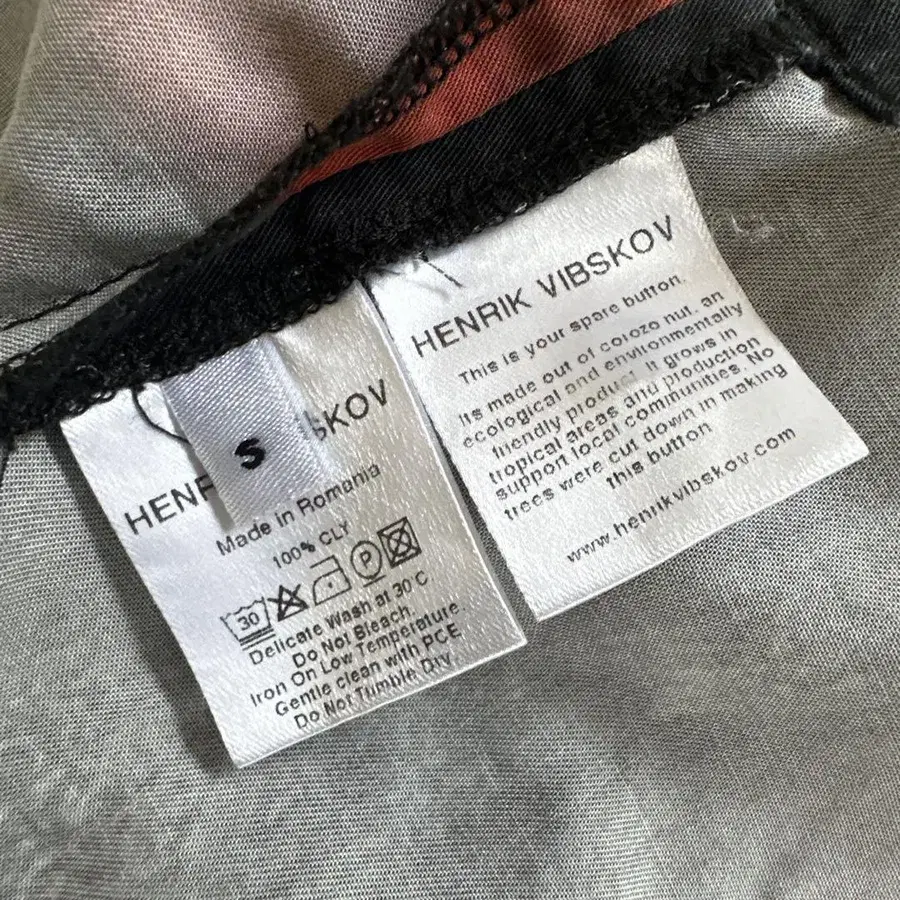 S
HENR
SKOV
Made in Romania
100% CLY
30
P
Delicate Wash at 30 C
Do Not Bleach.
Iron On Low Temperature.
Gentle clean with PCE
Do Not Tumble Dry.
HENRIK VIBSKOV
This is your spare button.
Its made out of corozo nut, an
ecological and environmentally
friendly product. It grows in
tropical areas and production
support local communities. No
trees were cut down in making
this button
www.henrikvibskov.com